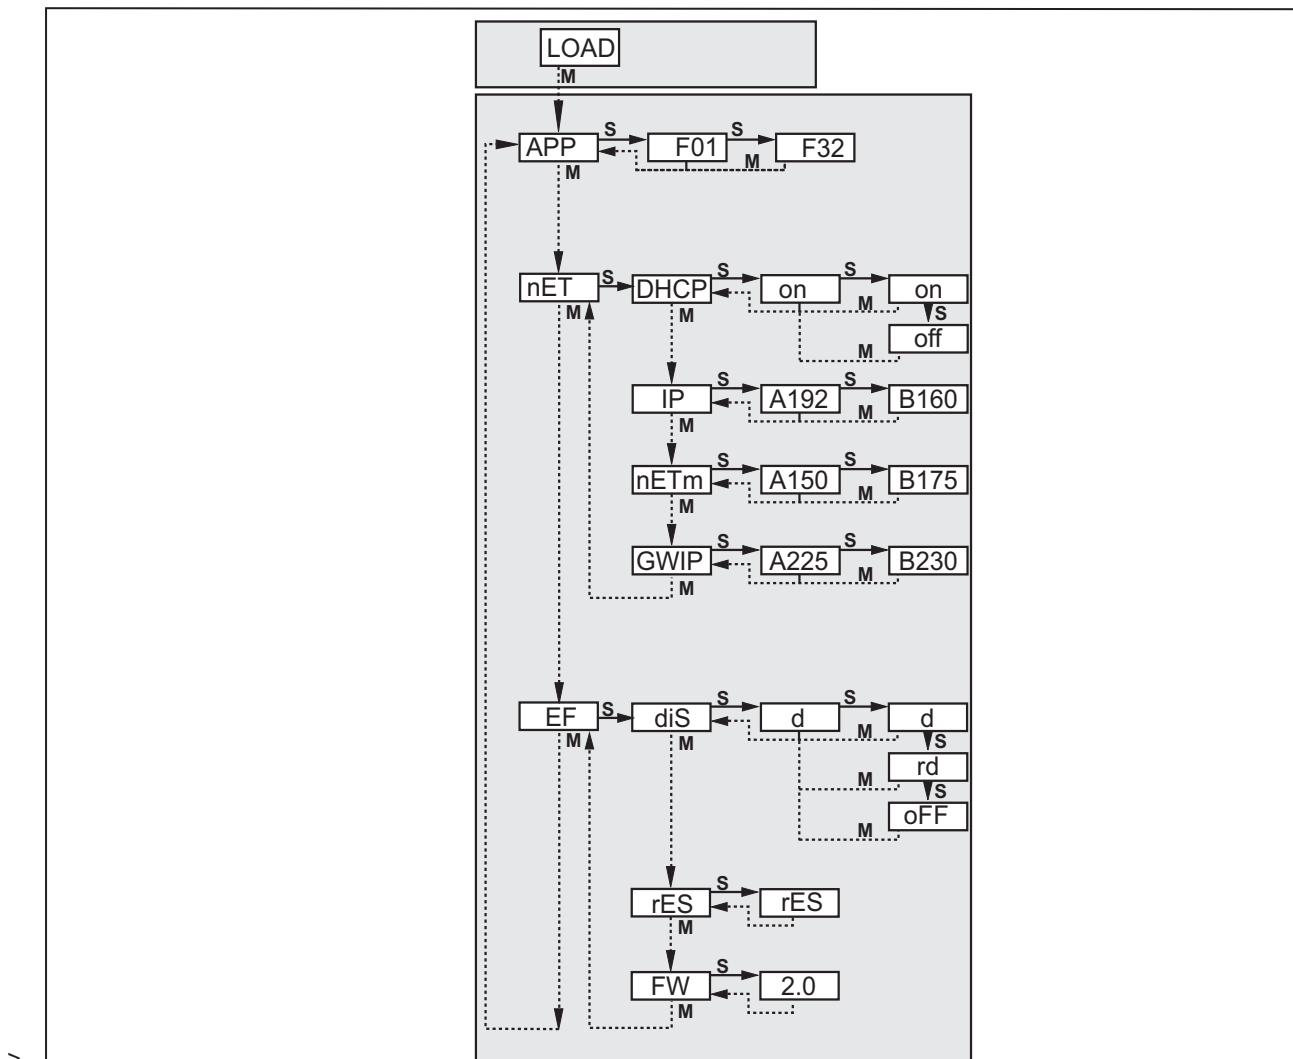 LOAD
M
S S
APP F01 F32
M M
S S S
nET DHCP on on
M M M S
off
M
S S
IP A192 B160
M M
S S
nETm A150 B175
M M
S S
GWIP A225 B230
M M
S S S
EF diS d d
M M M S
rd
M S
oFF
M
S
rES rES
M
S
FW 2.0
M